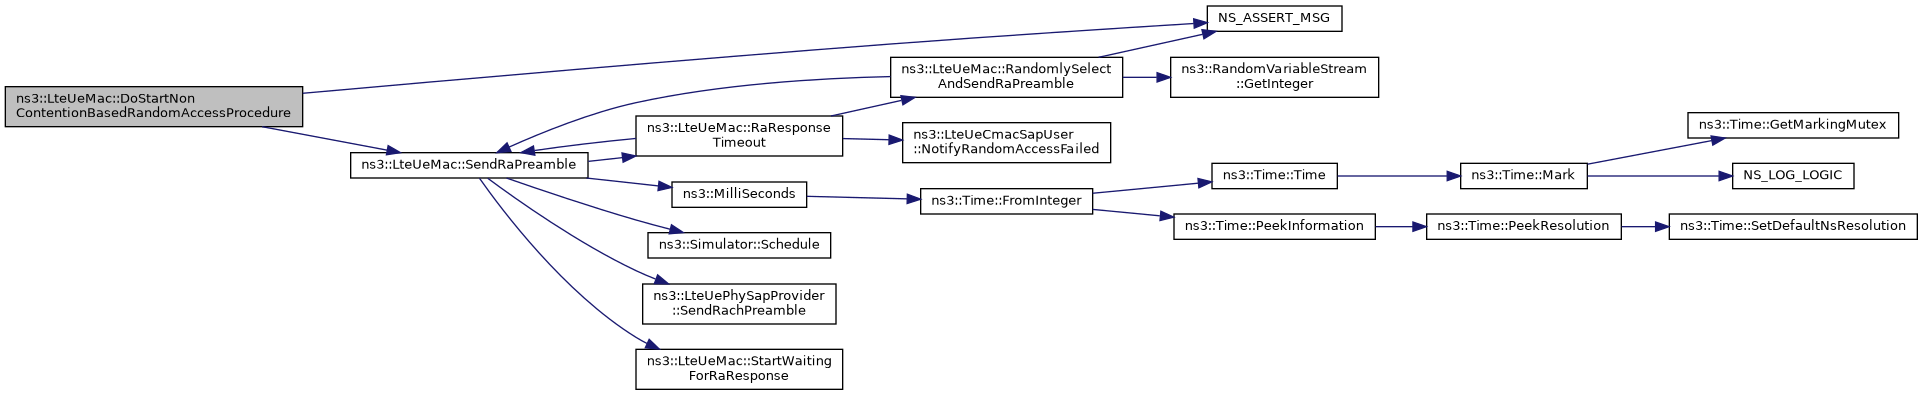 ns3::LteUeMac::DoStartNon
ContentionBasedRandomAccessProcedure
NS_ASSERT_MSG
ns3::LteUeMac::SendRaPreamble
ns3::LteUeMac::RandomlySelect
AndSendRaPreamble
ns3::RandomVariableStream
::GetInteger
ns3::LteUeMac::RaResponse
Timeout
ns3::LteUeCmacSapUser
::NotifyRandomAccessFailed
ns3::MilliSeconds
ns3::Time::FromInteger
ns3::Time::Time
ns3::Time::Mark
ns3::Time::GetMarkingMutex
NS_LOG_LOGIC
ns3::Time::PeekInformation
ns3::Time::PeekResolution
ns3::Time::SetDefaultNsResolution
ns3::Simulator::Schedule
ns3::LteUePhySapProvider
::SendRachPreamble
ns3::LteUeMac::StartWaiting
ForRaResponse